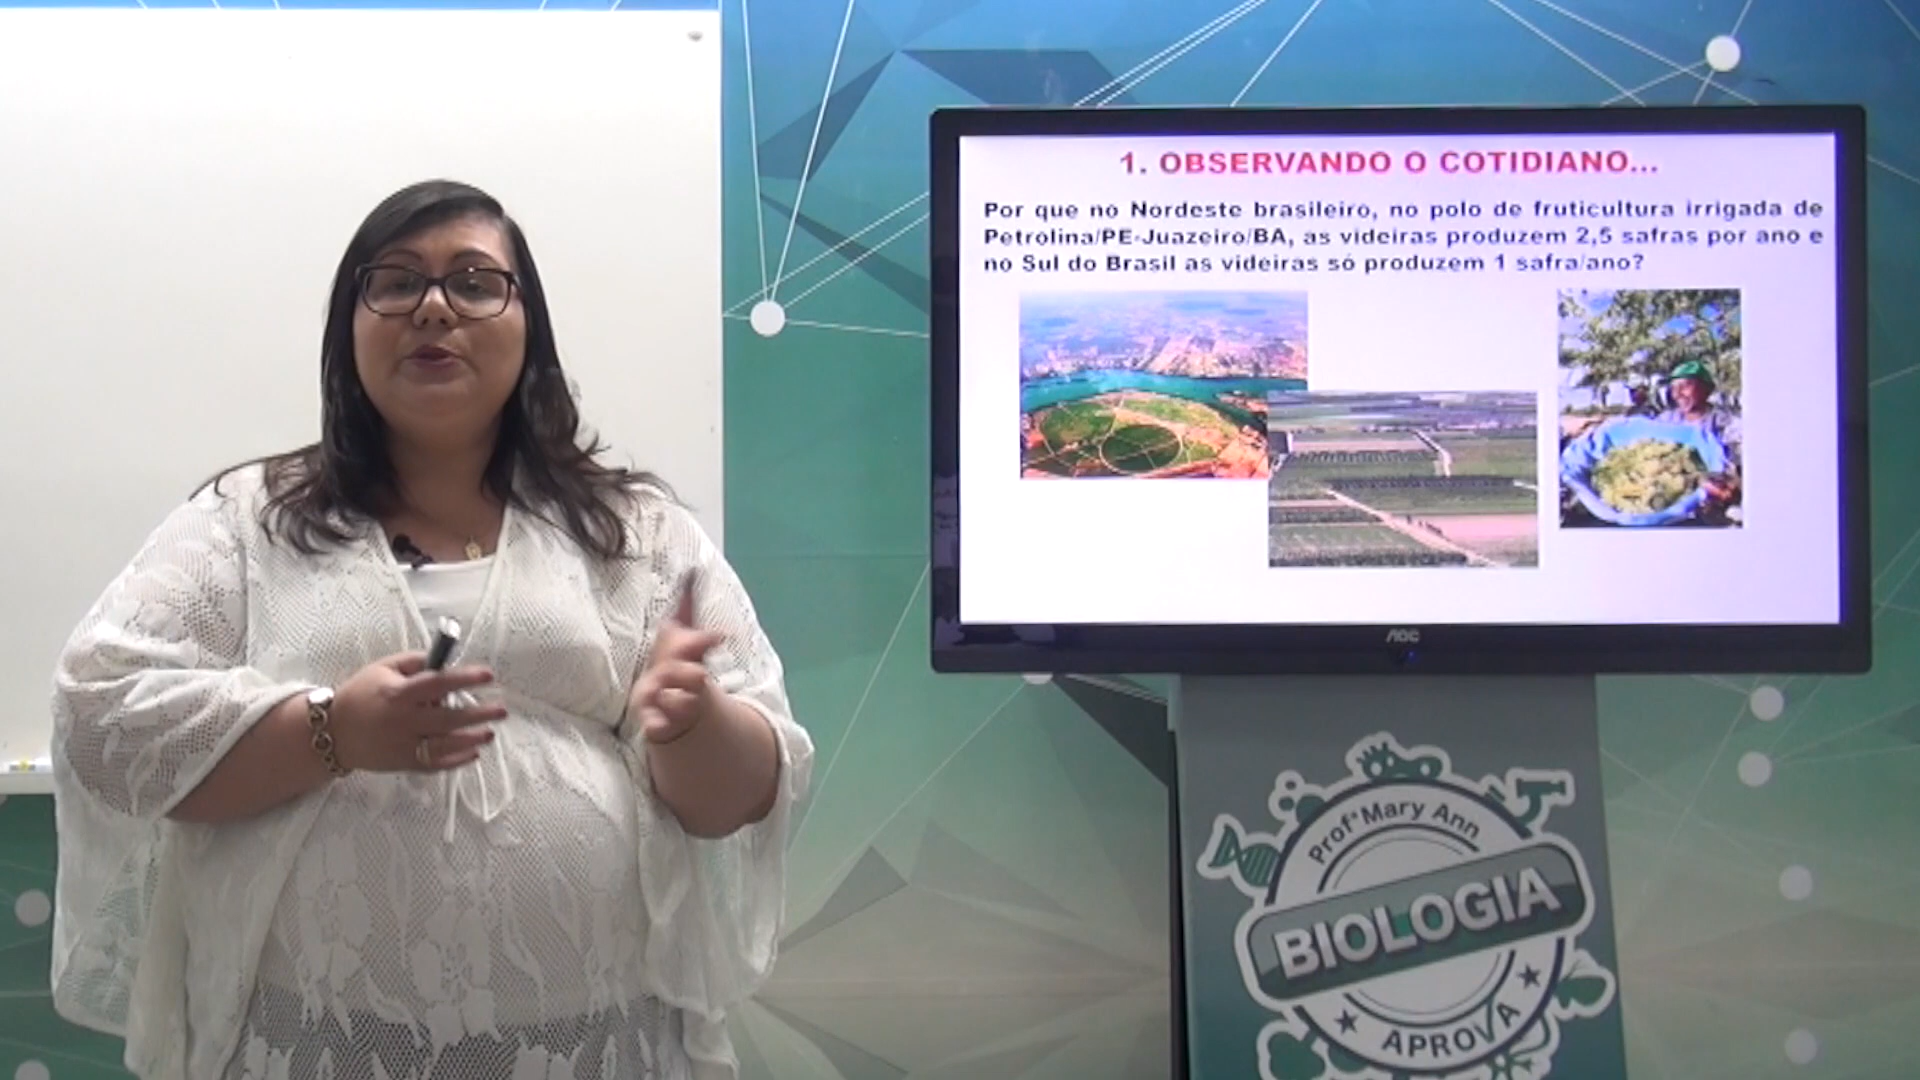 1. OBSERVANDO O COTIDIANO...
Por que no Nordeste brasileiro, no polo de fruticultura irrigada de
Petrolina/PE-Juazeiro/BA, as videiras produzem 2,5 safras por ano e
no Sul do Brasil as videiras só produzem 1 safra/ano?
AOC
Profª Mary Ann
BIOLOGIA
APROVA